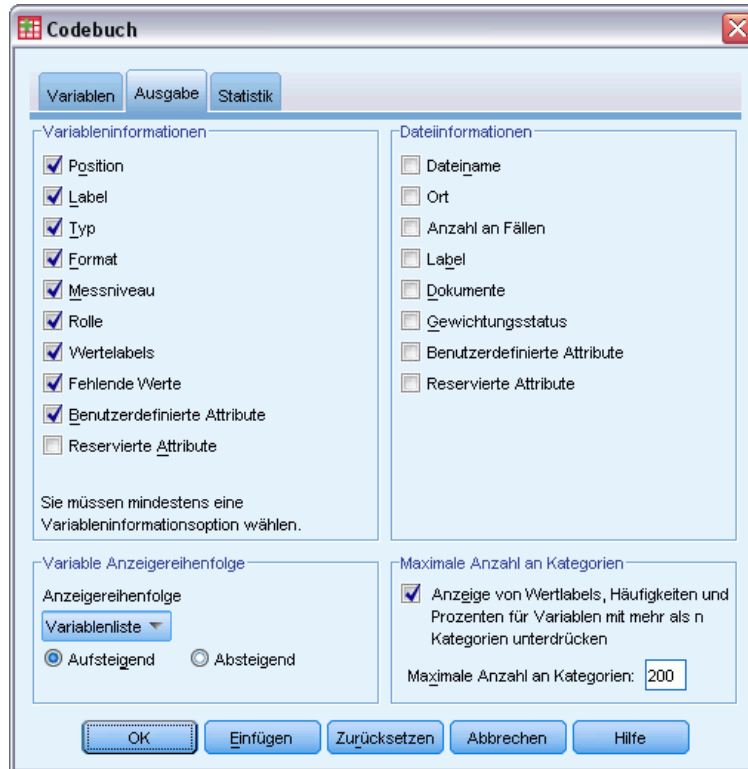 Codebuch
Variablen
Ausgabe
Statistik
Variableninformationen
Position
Label
Typ
Format
Messniveau
Rolle
Wertelabels
Fehlende Werte
Benutzerdefinierte Attribute
Reservierte Attribute
Sie müssen mindestens eine
Variableninformationsoption wählen.
Dateiinformationen
Dateiname
Ort
Anzahl an Fällen
Label
Dokumente
Gewichtungsstatus
Benutzerdefinierte Attribute
Reservierte Attribute
Variable Anzeigereihenfolge
Anzeigereihenfolge
Variablenliste
Aufsteigend
Absteigend
Maximale Anzahl an Kategorien
Anzeige von Wertlabels, Häufigkeiten und
Prozenten für Variablen mit mehr als n
Kategorien unterdrücken
Maximale Anzahl an Kategorien: 200
OK
Einfügen
Zurücksetzen
Abbrechen
Hilfe